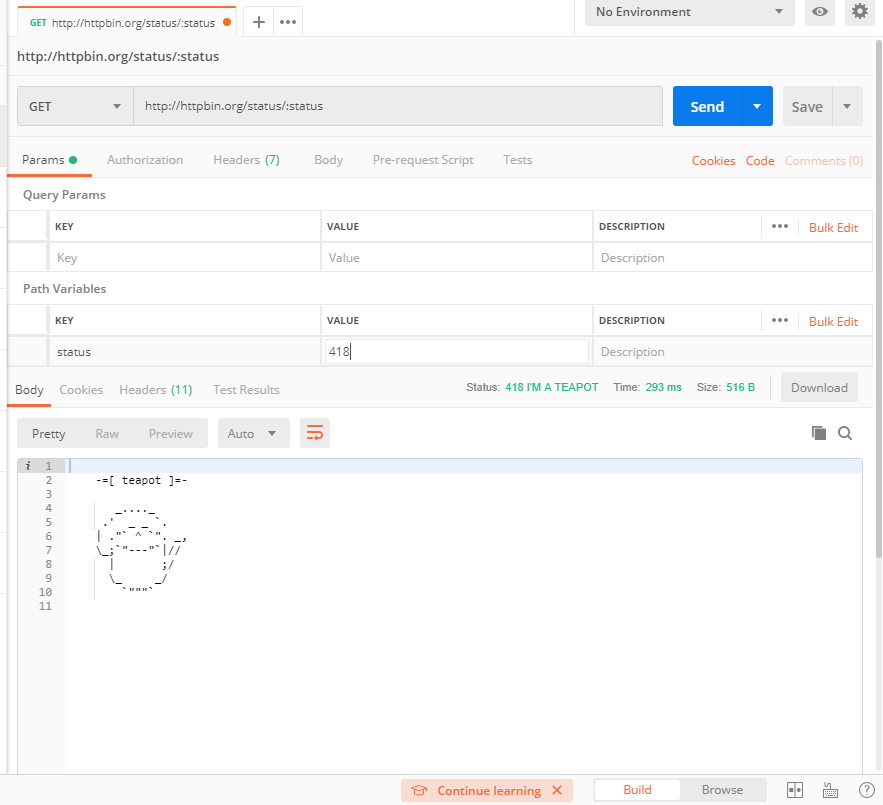 GET http://httpbin.org/status/:status + ••• No Environment
http://httpbin.org/status/:status
GET http://httpbin.org/status/:status Send Save
Params Authorization Headers (7) Body Pre-request Script Tests Cookies Code Comments (0)
Query Params
KEY VALUE DESCRIPTION ••• Bulk Edit
Key Value Description
Path Variables
KEY VALUE DESCRIPTION ••• Bulk Edit
status 418 Description
Body Cookies Headers (11) Test Results Status: 418 I'M A TEAPOT Time: 293 ms Size: 516 B Download
Pretty Raw Preview Auto
i 1
2     -=[ teapot ]=-
3
4        _...._
5      .'  _ _ `.
6     | ."` ^ `". _,
7     \_;`"---"`|//
8       |       ;/
9       \_     _/
10        `"""`
11
Continue learning ✕ Build Browse ?